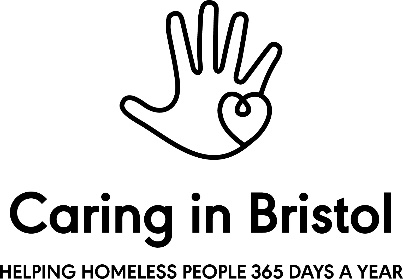 Caring in Bristol
HELPING HOMELESS PEOPLE 365 DAYS A YEAR